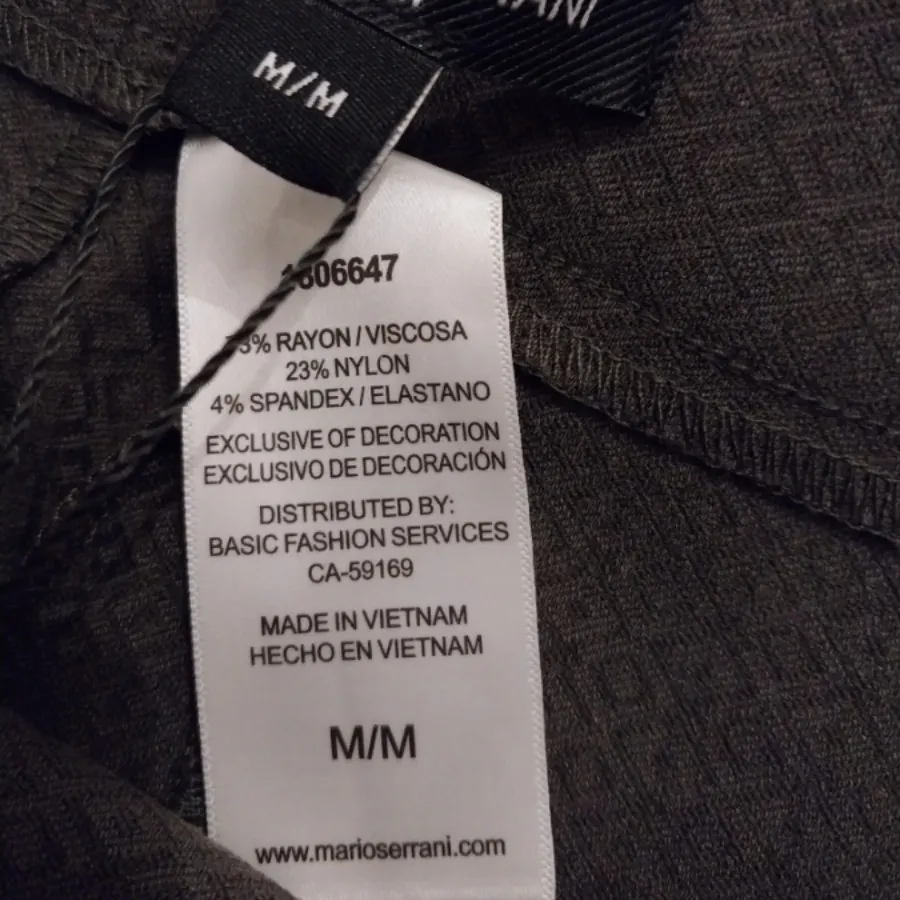 M/M
RAYON / VISCOSA
23% NYLON
4% SPANDEX / ELASTANO
EXCLUSIVE OF DECORATION
EXCLUSIVO DE DECORACIÓN
DISTRIBUTED BY:
BASIC FASHION SERVICES
CA-59169
MADE IN VIETNAM
HECHO EN VIETNAM
M/M
www.marioserrani.com